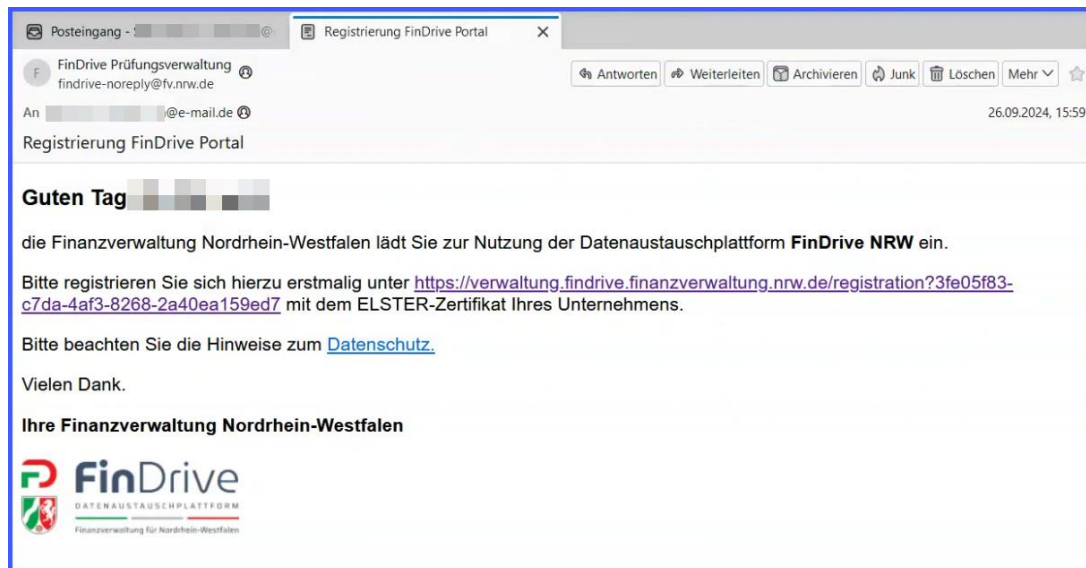 Posteingang -
Registrierung FinDrive Portal
F
FinDrive Prüfungsverwaltung
findrive-noreply@fv.nrw.de
Antworten Weiterleiten Archivieren Junk Löschen Mehr
An @e-mail.de
26.09.2024, 15:59
Registrierung FinDrive Portal
Guten Tag
die Finanzverwaltung Nordrhein-Westfalen lädt Sie zur Nutzung der Datenaustauschplattform FinDrive NRW ein.
Bitte registrieren Sie sich hierzu erstmalig unter https://verwaltung.findrive.finanzverwaltung.nrw.de/registration?3fe05f83-
c7da-4af3-8268-2a40ea159ed7 mit dem ELSTER-Zertifikat Ihres Unternehmens.
Bitte beachten Sie die Hinweise zum Datenschutz.
Vielen Dank.
Ihre Finanzverwaltung Nordrhein-Westfalen
FinDrive
DATENAUSTAUSCHPLATTFORM
Finanzverwaltung für Nordrhein-Westfalen